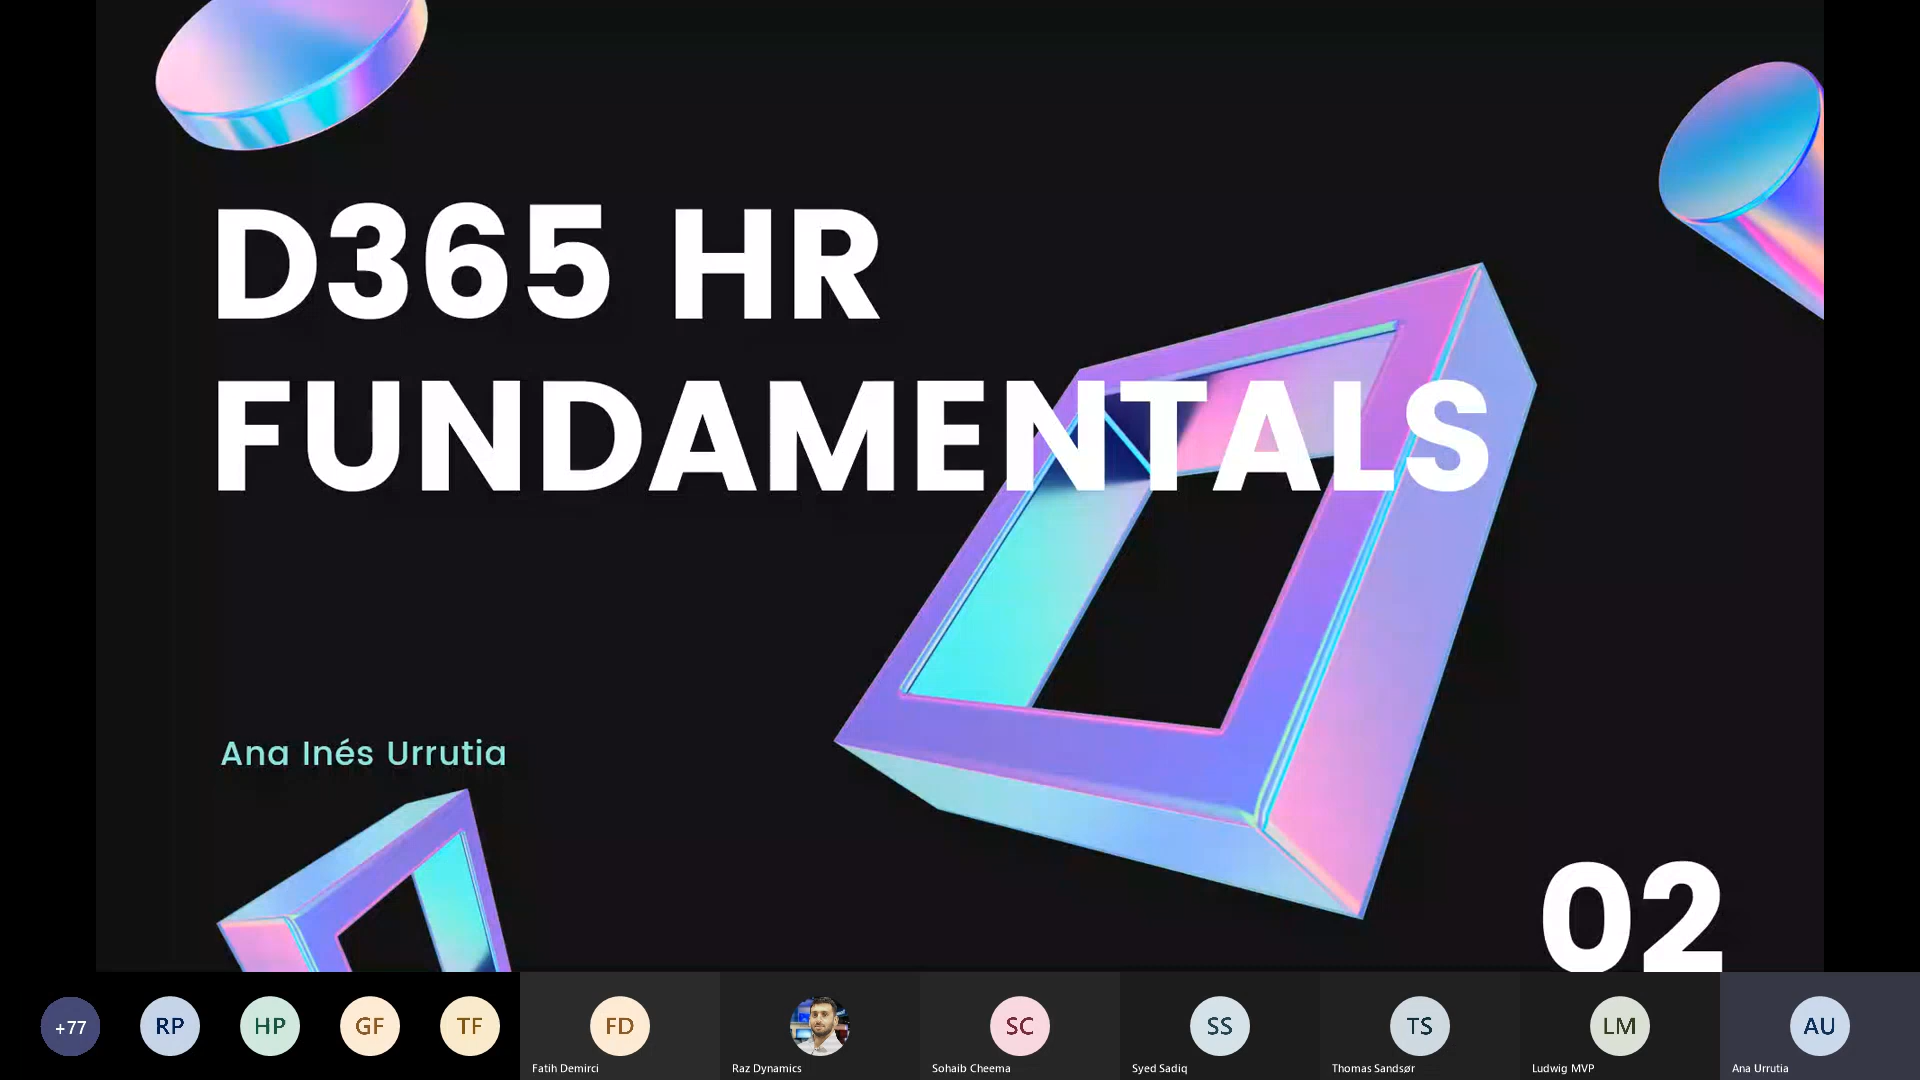 D365 HR
FUNDAMENTALS
Ana Inés Urrutia
02
+77
RP
HP
GF
TF
FD
SC
SS
TS
LM
AU
Fatih Demirci
Raz Dynamics
Sohaib Cheema
Syed Sadiq
Thomas Sandsør
Ludwig MVP
Ana Urrutia